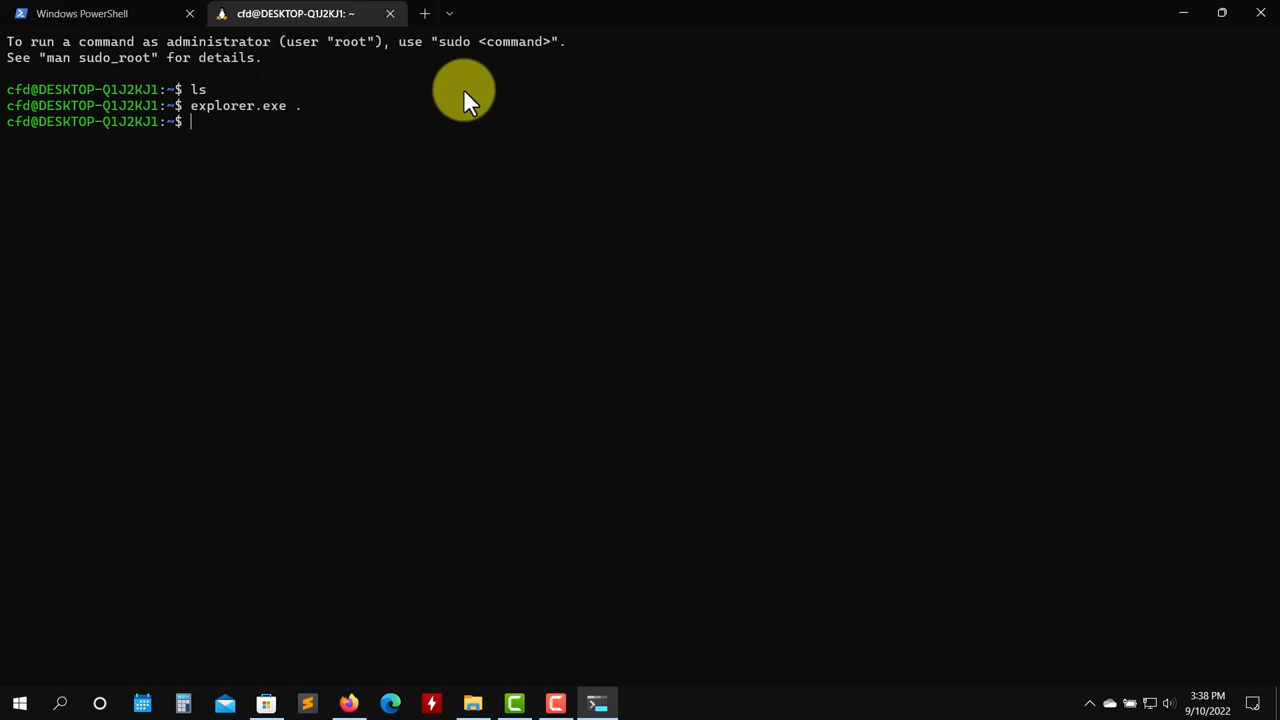 Windows PowerShell
cfd@DESKTOP-Q1J2KJ1: ~
To run a command as administrator (user "root"), use "sudo <command>".
See "man sudo_root" for details.
cfd@DESKTOP-Q1J2KJ1:~$ ls
cfd@DESKTOP-Q1J2KJ1:~$ explorer.exe .
cfd@DESKTOP-Q1J2KJ1:~$
3:38 PM
9/10/2022